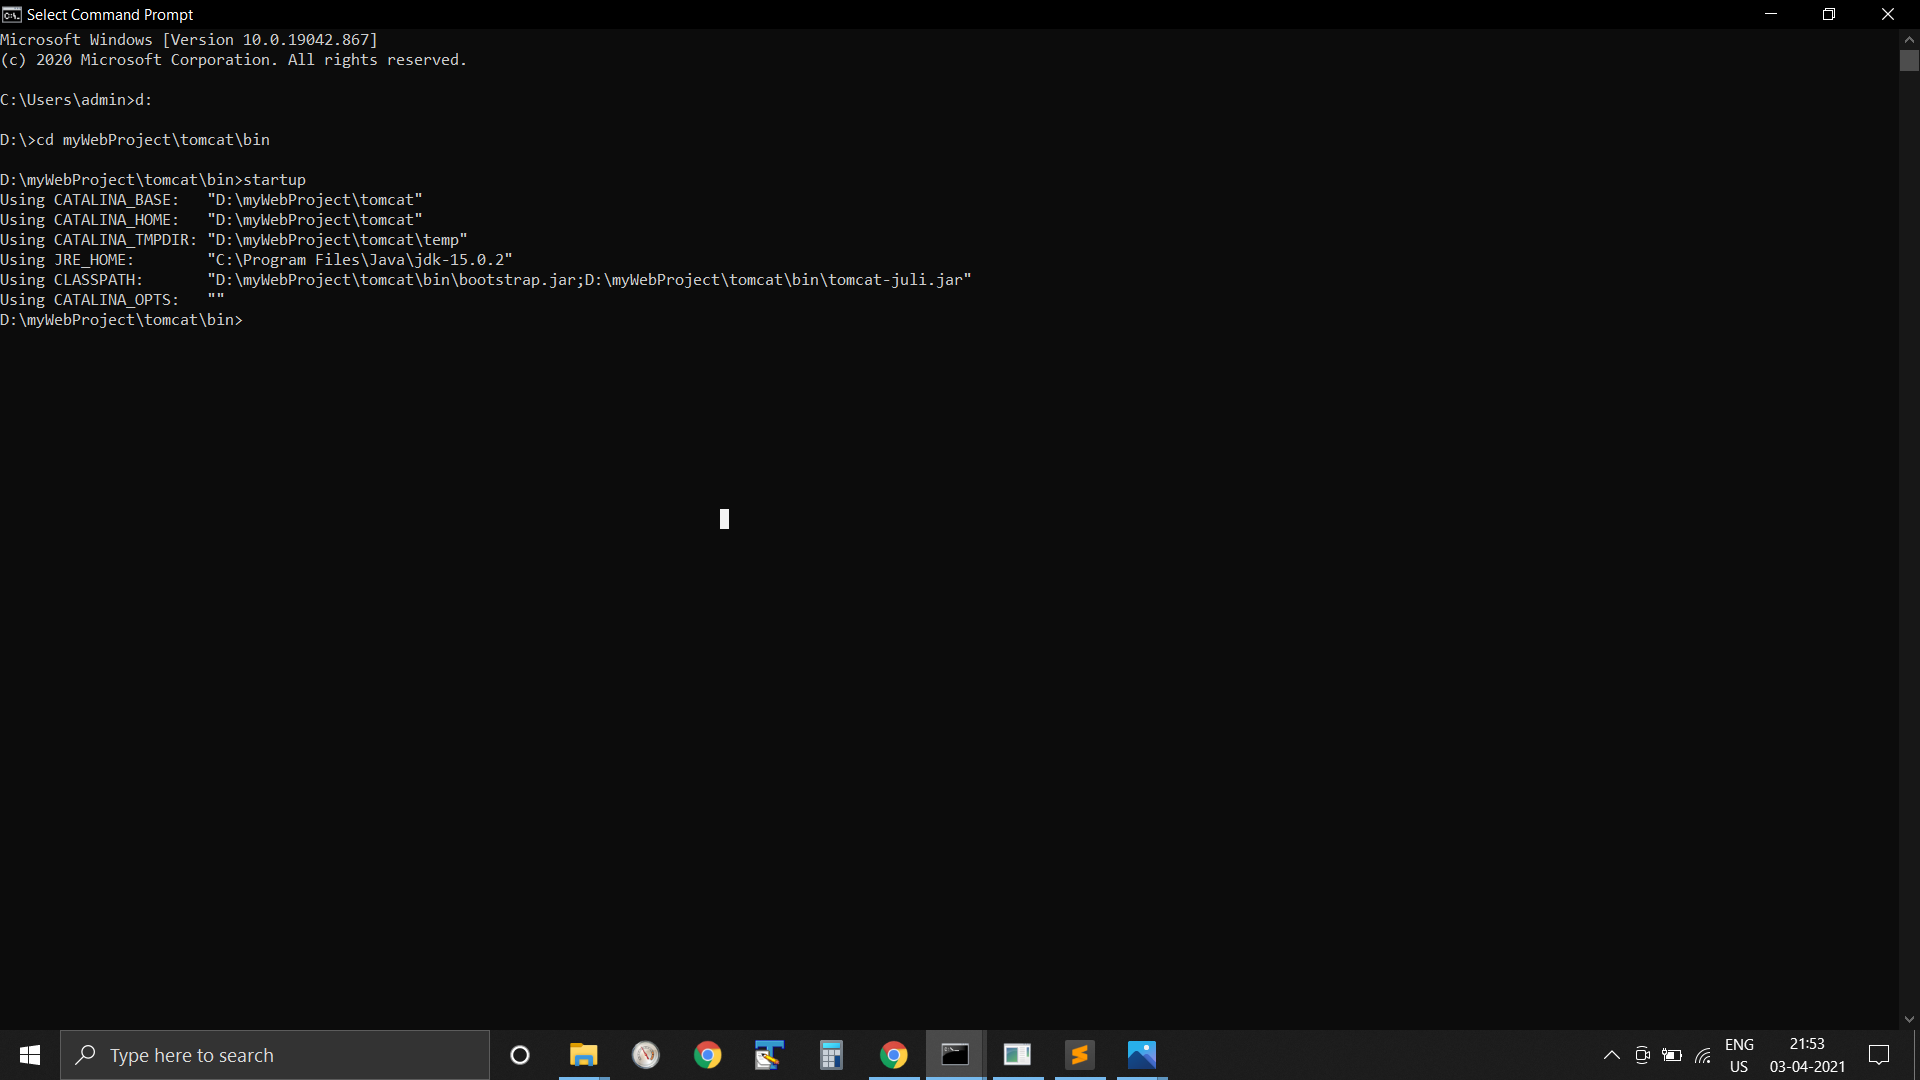 Select Command Prompt
Microsoft Windows [Version 10.0.19042.867]
(c) 2020 Microsoft Corporation. All rights reserved.
C:\Users\admin>d:
D:\>cd myWebProject\tomcat\bin
D:\myWebProject\tomcat\bin>startup
Using CATALINA_BASE:   "D:\myWebProject\tomcat"
Using CATALINA_HOME:   "D:\myWebProject\tomcat"
Using CATALINA_TMPDIR: "D:\myWebProject\tomcat\temp"
Using JRE_HOME:        "C:\Program Files\Java\jdk-15.0.2"
Using CLASSPATH:       "D:\myWebProject\tomcat\bin\bootstrap.jar;D:\myWebProject\tomcat\bin\tomcat-juli.jar"
Using CATALINA_OPTS:   ""
D:\myWebProject\tomcat\bin>
Type here to search
ENG
US
21:53
03-04-2021